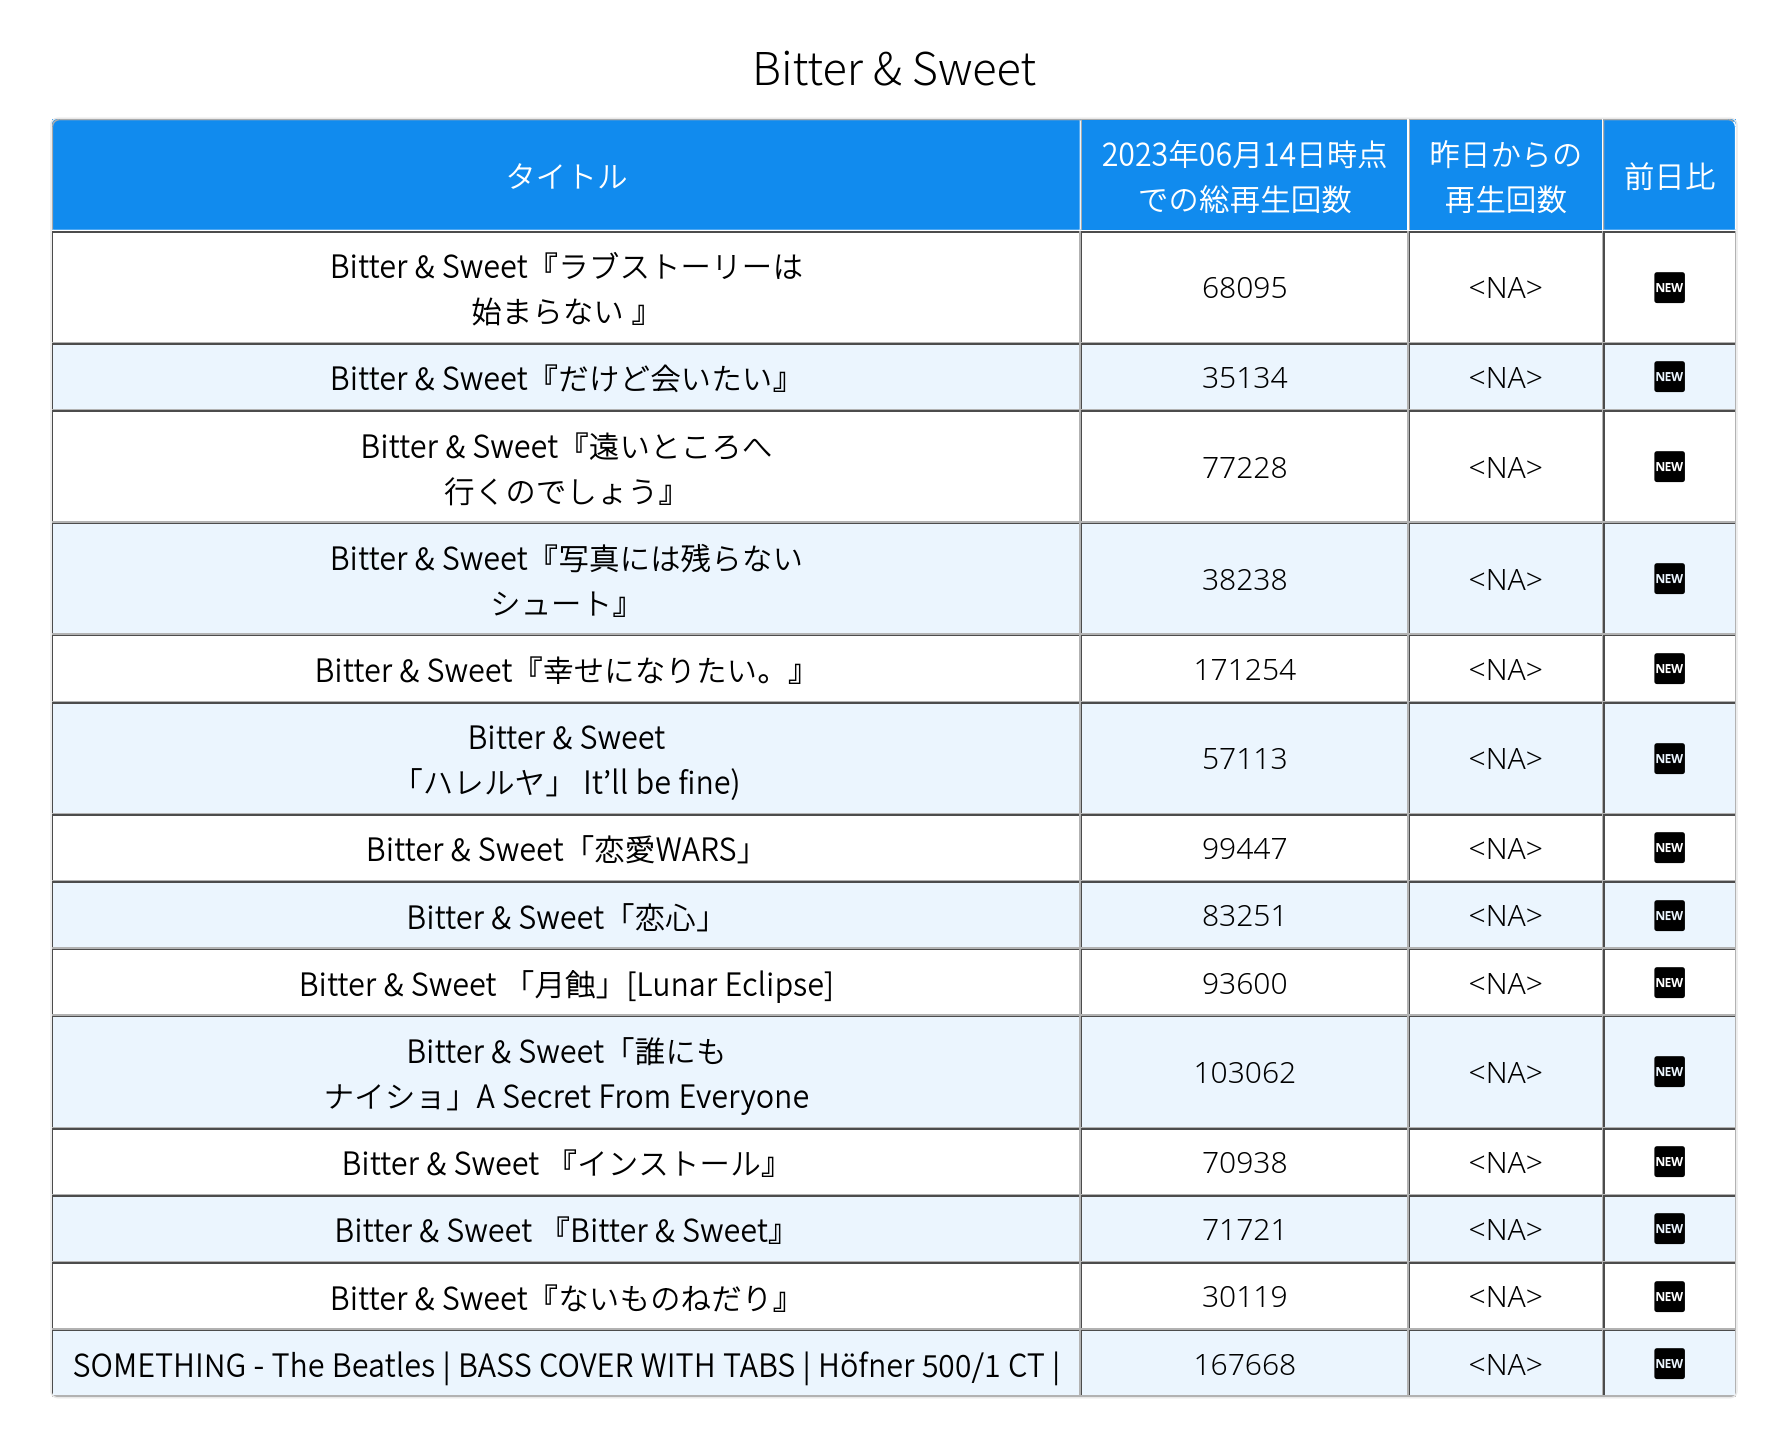 Bitter & Sweet
タイトル
2023年06月14日時点
での総再生回数
昨日からの
再生回数
前日比
Bitter & Sweet『ラブストーリーは
始まらない 』
68095
<NA>
NEW
Bitter & Sweet『だけど会いたい』
35134
<NA>
NEW
Bitter & Sweet『遠いところへ
行くのでしょう』
77228
<NA>
NEW
Bitter & Sweet『写真には残らない
シュート』
38238
<NA>
NEW
Bitter & Sweet『幸せになりたい。』
171254
<NA>
NEW
Bitter & Sweet
「ハレルヤ」 It’ll be fine)
57113
<NA>
NEW
Bitter & Sweet「恋愛WARS」
99447
<NA>
NEW
Bitter & Sweet「恋心」
83251
<NA>
NEW
Bitter & Sweet 「月蝕」[Lunar Eclipse]
93600
<NA>
NEW
Bitter & Sweet「誰にも
ナイショ」A Secret From Everyone
103062
<NA>
NEW
Bitter & Sweet 『インストール』
70938
<NA>
NEW
Bitter & Sweet 『Bitter & Sweet』
71721
<NA>
NEW
Bitter & Sweet『ないものねだり』
30119
<NA>
NEW
SOMETHING - The Beatles | BASS COVER WITH TABS | Höfner 500/1 CT |
167668
<NA>
NEW